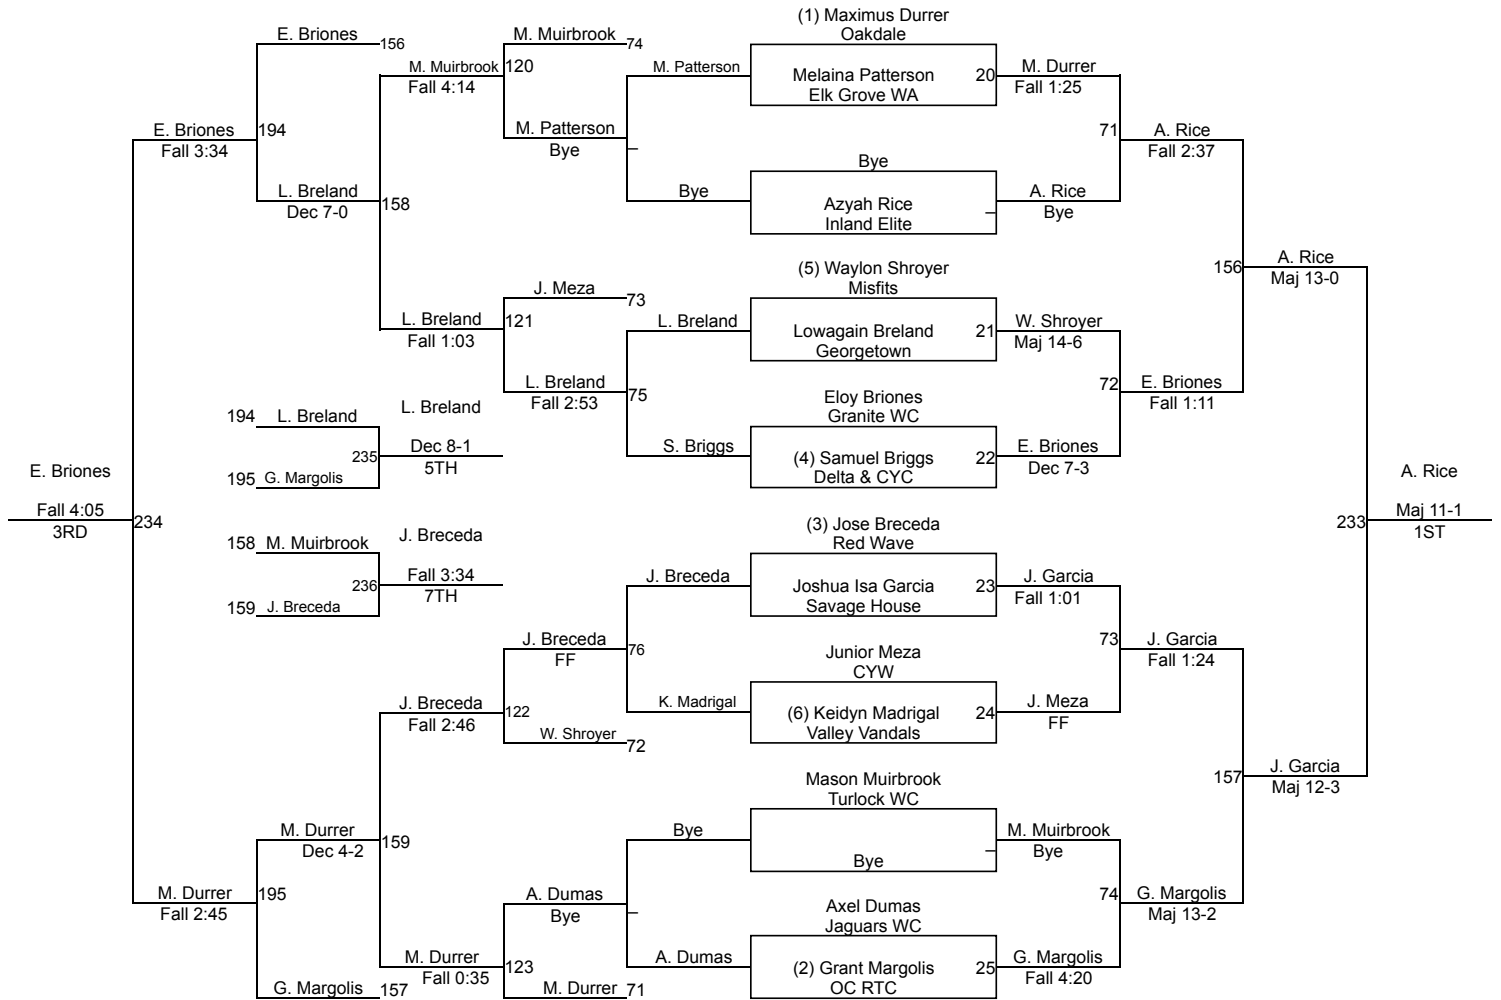 (1) Maximus Durrer
Oakdale
Melaina Patterson 20
Elk Grove WA
Bye
Azyah Rice
Inland Elite
(5) Waylon Shroyer
Misfits
Lowagain Breland 21
Georgetown
Eloy Briones
Granite WC
(4) Samuel Briggs 22
Delta & CYC
(3) Jose Breceda
Red Wave
Joshua Isa Garcia 23
Savage House
Junior Meza
CYW
(6) Keidyn Madrigal 24
Valley Vandals
Mason Muirbrook
Turlock WC
Bye
Axel Dumas
Jaguars WC
(2) Grant Margolis 25
OC RTC
M. Durrer
Fall 1:25
71
A. Rice
Bye
A. Rice
Fall 2:37
W. Shroyer
Maj 14-6
72
E. Briones
Dec 7-3
E. Briones
Fall 1:11
156
A. Rice
Maj 13-0
J. Garcia
Fall 1:01
73
J. Meza
FF
J. Garcia
Fall 1:24
M. Muirbrook
Bye
74
G. Margolis
Fall 4:20
G. Margolis
Maj 13-2
157
J. Garcia
Maj 12-3
233
A. Rice
Maj 11-1
1ST
M. Patterson
Bye
L. Breland
S. Briggs
J. Breceda
K. Madrigal
Bye
A. Dumas
M. Muirbrook 74
M. Patterson
Bye
J. Meza 73
L. Breland 75
Fall 2:53
J. Breceda 76
FF
W. Shroyer 72
A. Dumas
Bye
M. Durrer 71
M. Muirbrook 120
Fall 4:14
L. Breland 121
Fall 1:03
J. Breceda 122
Fall 2:46
M. Durrer 123
Fall 0:35
E. Briones 156
L. Breland 158
Dec 7-0
M. Durrer 159
Dec 4-2
G. Margolis 157
E. Briones 194
Fall 3:34
M. Durrer 195
Fall 2:45
E. Briones
Fall 4:05
3RD
234
194 L. Breland
195 G. Margolis
235
L. Breland
Dec 8-1
5TH
158 M. Muirbrook
159 J. Breceda
236
J. Breceda
Fall 3:34
7TH